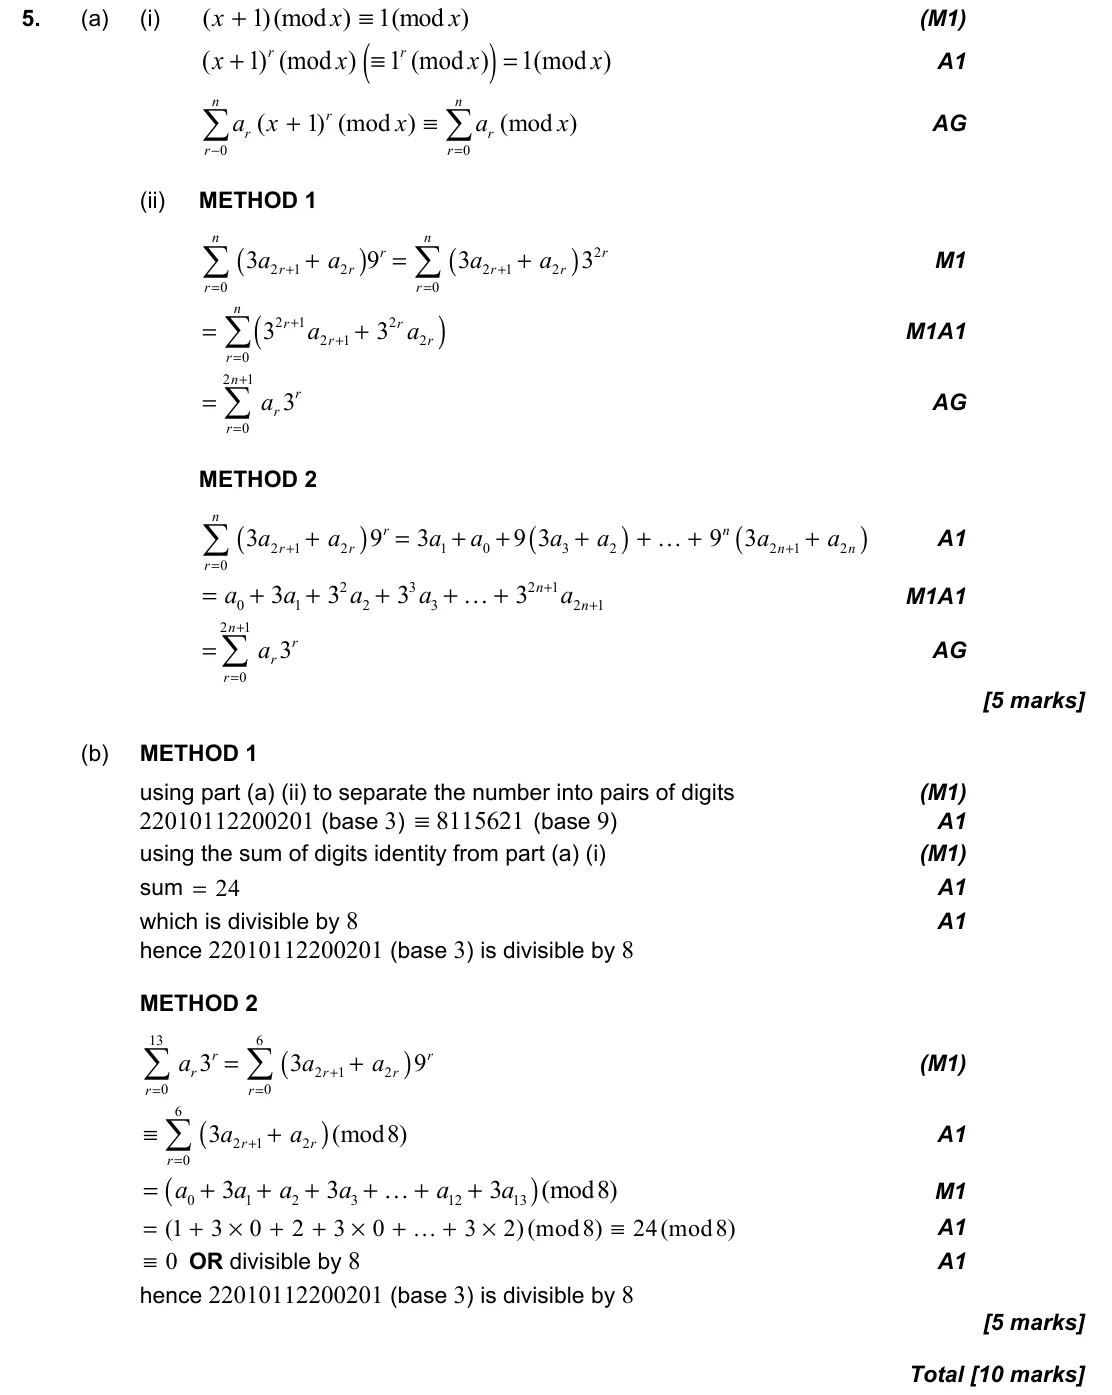 5. (a) (i) (x + 1)(mod x) ≡ 1(mod x) (M1)
(x + 1)^r (mod x) (≡ 1^r (mod x)) = 1(mod x) A1
∑_{r−0}^{n} a_r (x + 1)^r (mod x) ≡ ∑_{r=0}^{n} a_r (mod x) AG
(ii) METHOD 1
∑_{r=0}^{n} (3a_{2r+1} + a_{2r})9^r = ∑_{r=0}^{n} (3a_{2r+1} + a_{2r})3^{2r} M1
= ∑_{r=0}^{n} (3^{2r+1} a_{2r+1} + 3^{2r} a_{2r}) M1A1
= ∑_{r=0}^{2n+1} a_r 3^r AG
METHOD 2
∑_{r=0}^{n} (3a_{2r+1} + a_{2r})9^r = 3a_1 + a_0 + 9(3a_3 + a_2) + … + 9^n (3a_{2n+1} + a_{2n}) A1
= a_0 + 3a_1 + 3^2 a_2 + 3^3 a_3 + … + 3^{2n+1} a_{2n+1} M1A1
= ∑_{r=0}^{2n+1} a_r 3^r AG
[5 marks]
(b) METHOD 1
using part (a) (ii) to separate the number into pairs of digits (M1)
22010112200201 (base 3) ≡ 8115621 (base 9) A1
using the sum of digits identity from part (a) (i) (M1)
sum = 24 A1
which is divisible by 8 A1
hence 22010112200201 (base 3) is divisible by 8
METHOD 2
∑_{r=0}^{13} a_r 3^r = ∑_{r=0}^{6} (3a_{2r+1} + a_{2r})9^r (M1)
≡ ∑_{r=0}^{6} (3a_{2r+1} + a_{2r})(mod 8) A1
= (a_0 + 3a_1 + a_2 + 3a_3 + … + a_{12} + 3a_{13})(mod 8) M1
= (1 + 3 × 0 + 2 + 3 × 0 + … + 3 × 2)(mod 8) ≡ 24(mod 8) A1
≡ 0 OR divisible by 8 A1
hence 22010112200201 (base 3) is divisible by 8
[5 marks]
Total [10 marks]